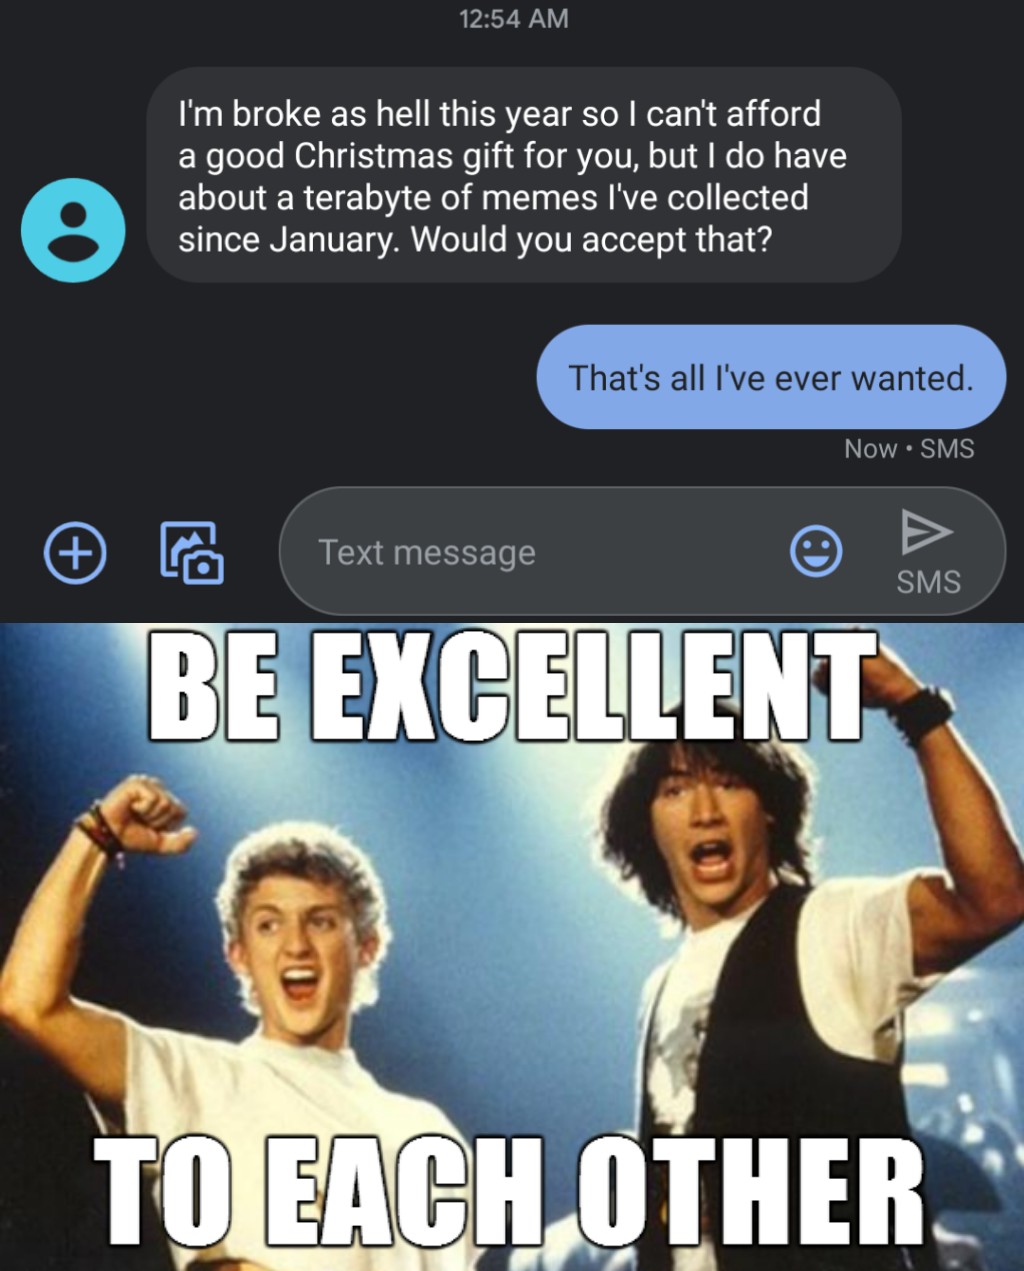 12:54 AM
I'm broke as hell this year so I can't afford
a good Christmas gift for you, but I do have
about a terabyte of memes I've collected
since January. Would you accept that?
That's all I've ever wanted.
Now • SMS
Text message
SMS
BE EXCELLENT
TO EACH OTHER